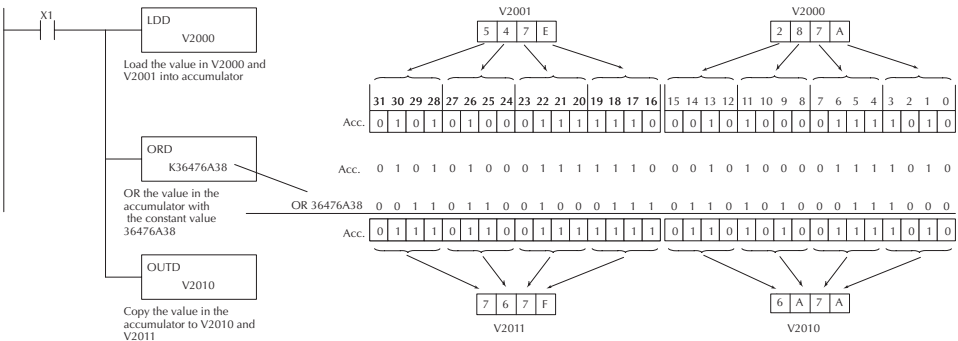 X1
LDD
V2000
Load the value in V2000 and
V2001 into accumulator
ORD
K36476A38
OR the value in the
accumulator with
the constant value
36476A38
OUTD
V2010
Copy the value in the
accumulator to V2010 and
V2011
V2001
5 4 7 E
V2000
2 8 7 A
31 30 29 28 27 26 25 24 23 22 21 20 19 18 17 16 15 14 13 12 11 10 9 8 7 6 5 4 3 2 1 0
Acc. 0 1 0 1 0 1 0 0 0 1 1 1 1 1 1 0 0 0 1 0 1 0 0 0 0 1 1 1 1 0 1 0
Acc. 0 1 0 1 0 1 0 0 0 1 1 1 1 1 1 0 0 0 1 0 1 0 0 0 0 1 1 1 1 0 1 0
OR 36476A38 0 0 1 1 0 1 1 0 0 1 0 0 0 1 1 1 0 1 1 0 1 0 1 0 0 0 1 1 1 0 0 0
Acc. 0 1 1 1 0 1 1 0 0 1 1 1 1 1 1 1 0 1 1 0 1 0 1 0 0 1 1 1 1 0 1 0
7 6 7 F
V2011
6 A 7 A
V2010